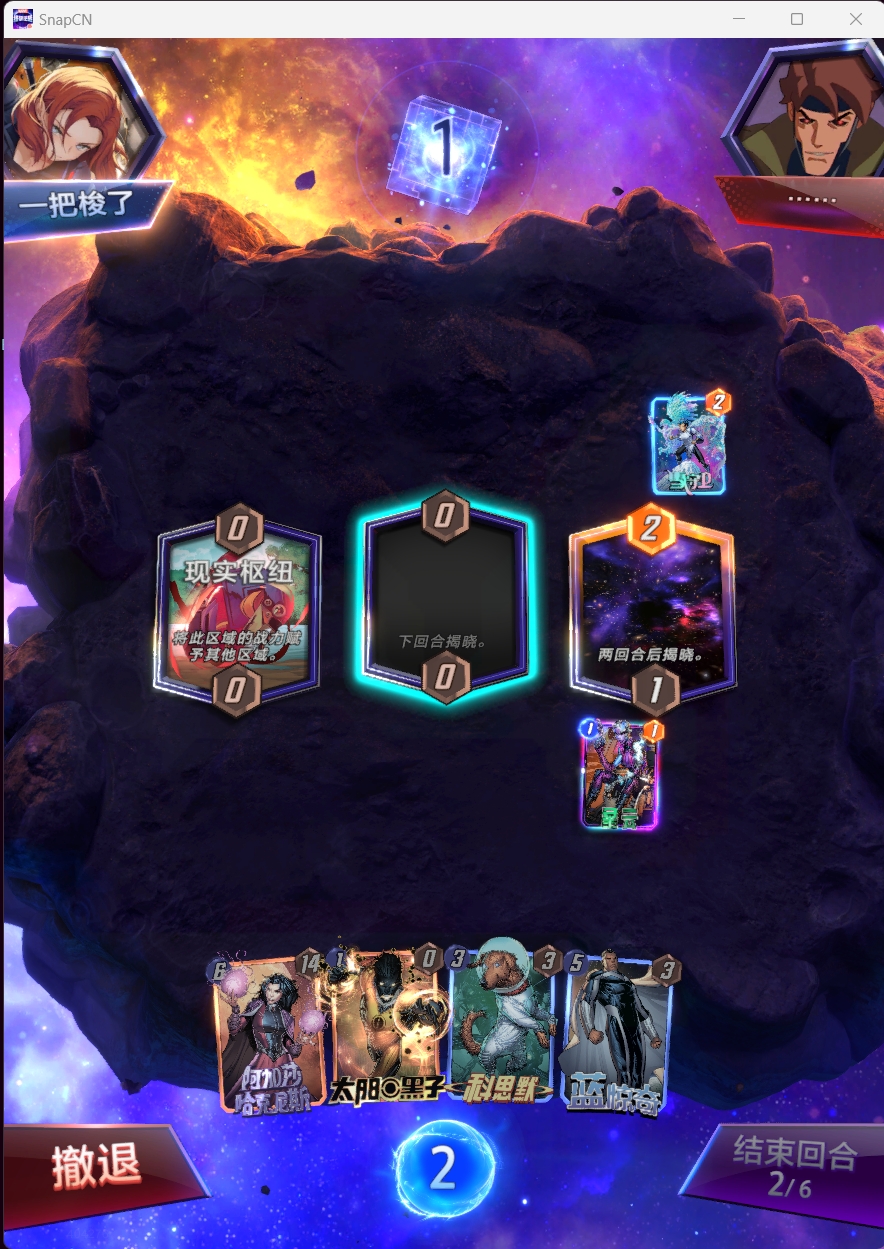 SnapCN
1
一把梭了
......
2
0
0
2
现实枢纽
将此区域的战力赋
予其他区域。
下回合揭晓。
两回合后揭晓。
0
0
1
1
1
星云
6
14
1
0
3
3
5
3
阿加莎
哈克尼斯
太阳黑子
科思默
蓝惊奇
撤退
2
结束回合
2/6